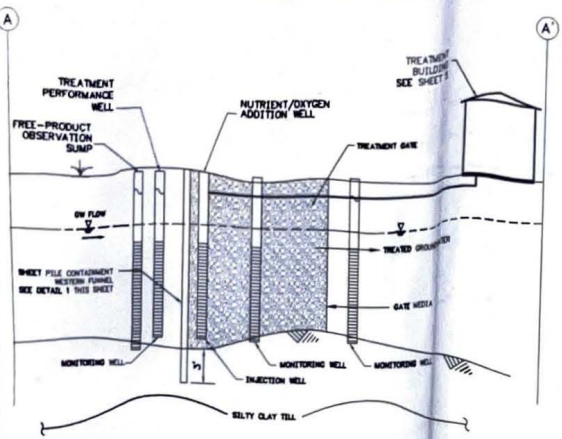 A
A'
TREATMENT
BUILDING
SEE SHEET 5
TREATMENT
PERFORMANCE
WELL
NUTRIENT/OXYGEN
ADDITION WELL
FREE-PRODUCT
OBSERVATION
SUMP
TREATMENT GATE
GW FLOW
TREATED GROUNDWATER
SHEET PILE CONTAINMENT
WESTERN FUNNEL
SEE DETAIL 1 THIS SHEET
GATE MEDIA
MONITORING WELL
MONITORING WELL
MONITORING WELL
INJECTION WELL
SILTY CLAY TILL